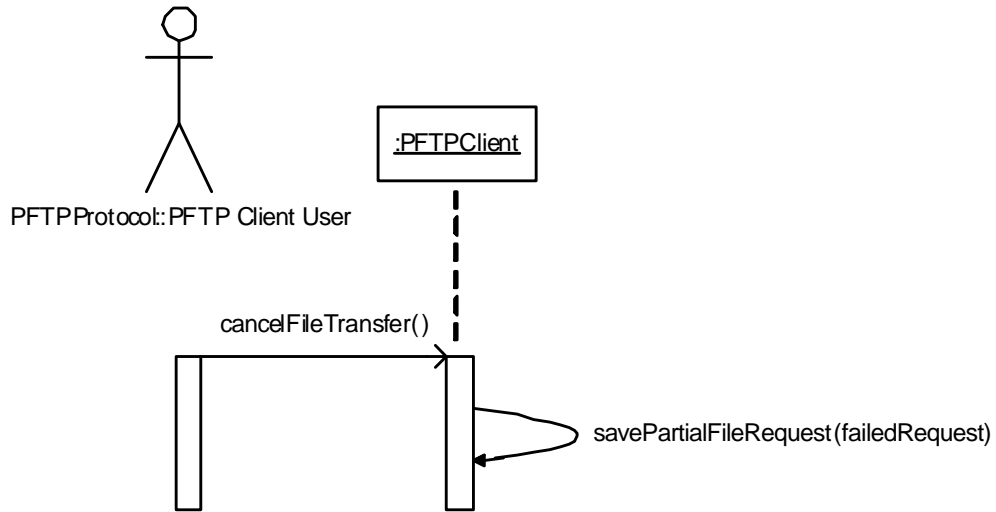 :PFTPClient
PFTPProtocol::PFTP Client User
cancelFileTransfer()
savePartialFileRequest(failedRequest)